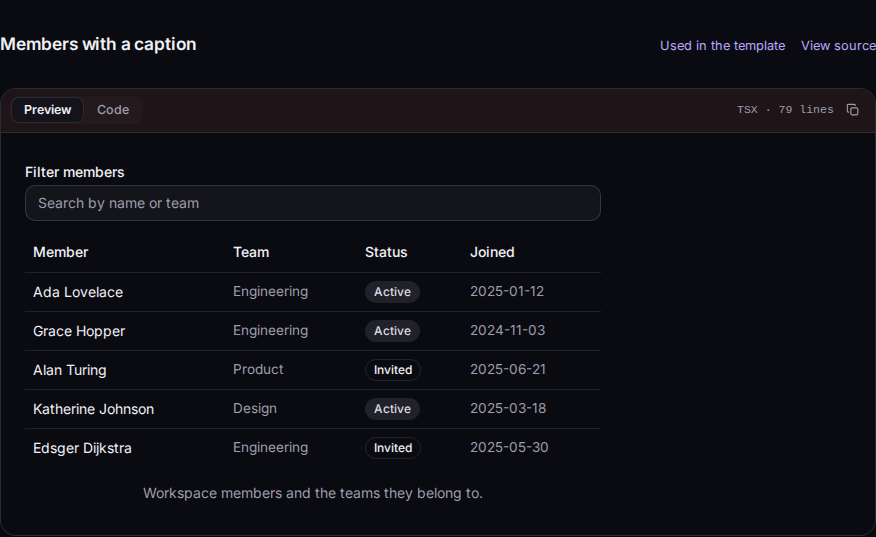 Members with a caption
Used in the template View source
Preview Code
TSX · 79 lines
Filter members
Search by name or team
Member Team Status Joined
Ada Lovelace Engineering Active 2025-01-12
Grace Hopper Engineering Active 2024-11-03
Alan Turing Product Invited 2025-06-21
Katherine Johnson Design Active 2025-03-18
Edsger Dijkstra Engineering Invited 2025-05-30
Workspace members and the teams they belong to.